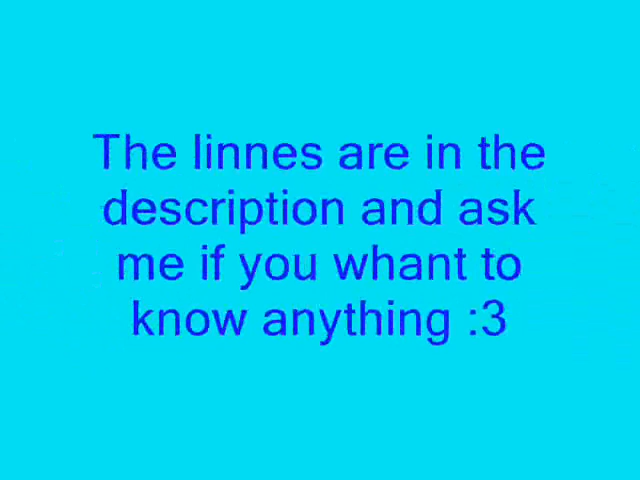 The linnes are in the
description and ask
me if you whant to
know anything :3